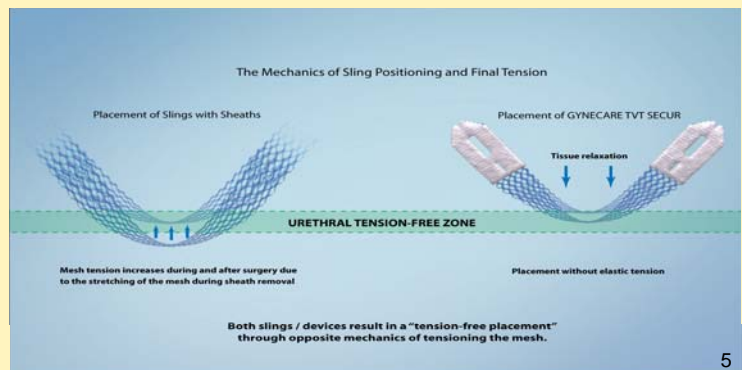 The Mechanics of Sling Positioning and Final Tension
Placement of Slings with Sheaths
Placement of GYNECARE TVT SECUR
Tissue relaxation
URETHRAL TENSION-FREE ZONE
Mesh tension increases during and after surgery due
to the stretching of the mesh during sheath removal
Placement without elastic tension
Both slings / devices result in a “tension-free placement”
through opposite mechanics of tensioning the mesh.
5